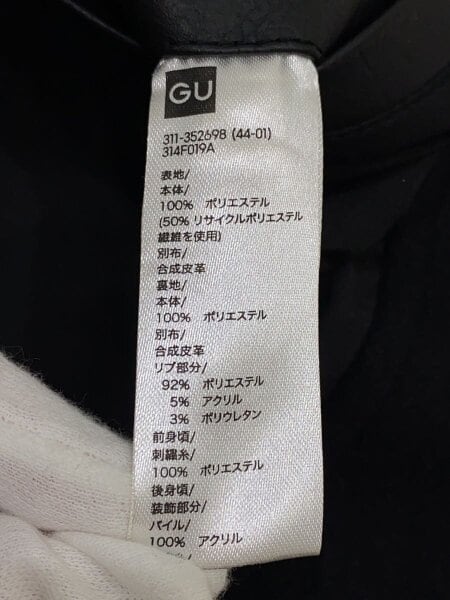 GU
311-352698 (44-01)
314F019A
表地/
本体/
100% ポリエステル
(50% リサイクルポリエステル
繊維を使用)
別布/
合成皮革
裏地/
本体/
100% ポリエステル
別布/
合成皮革
リブ部分/
92% ポリエステル
5% アクリル
3% ポリウレタン
前身頃/
刺繍糸/
100% ポリエステル
後身頃/
装飾部分/
パイル/
100% アクリル